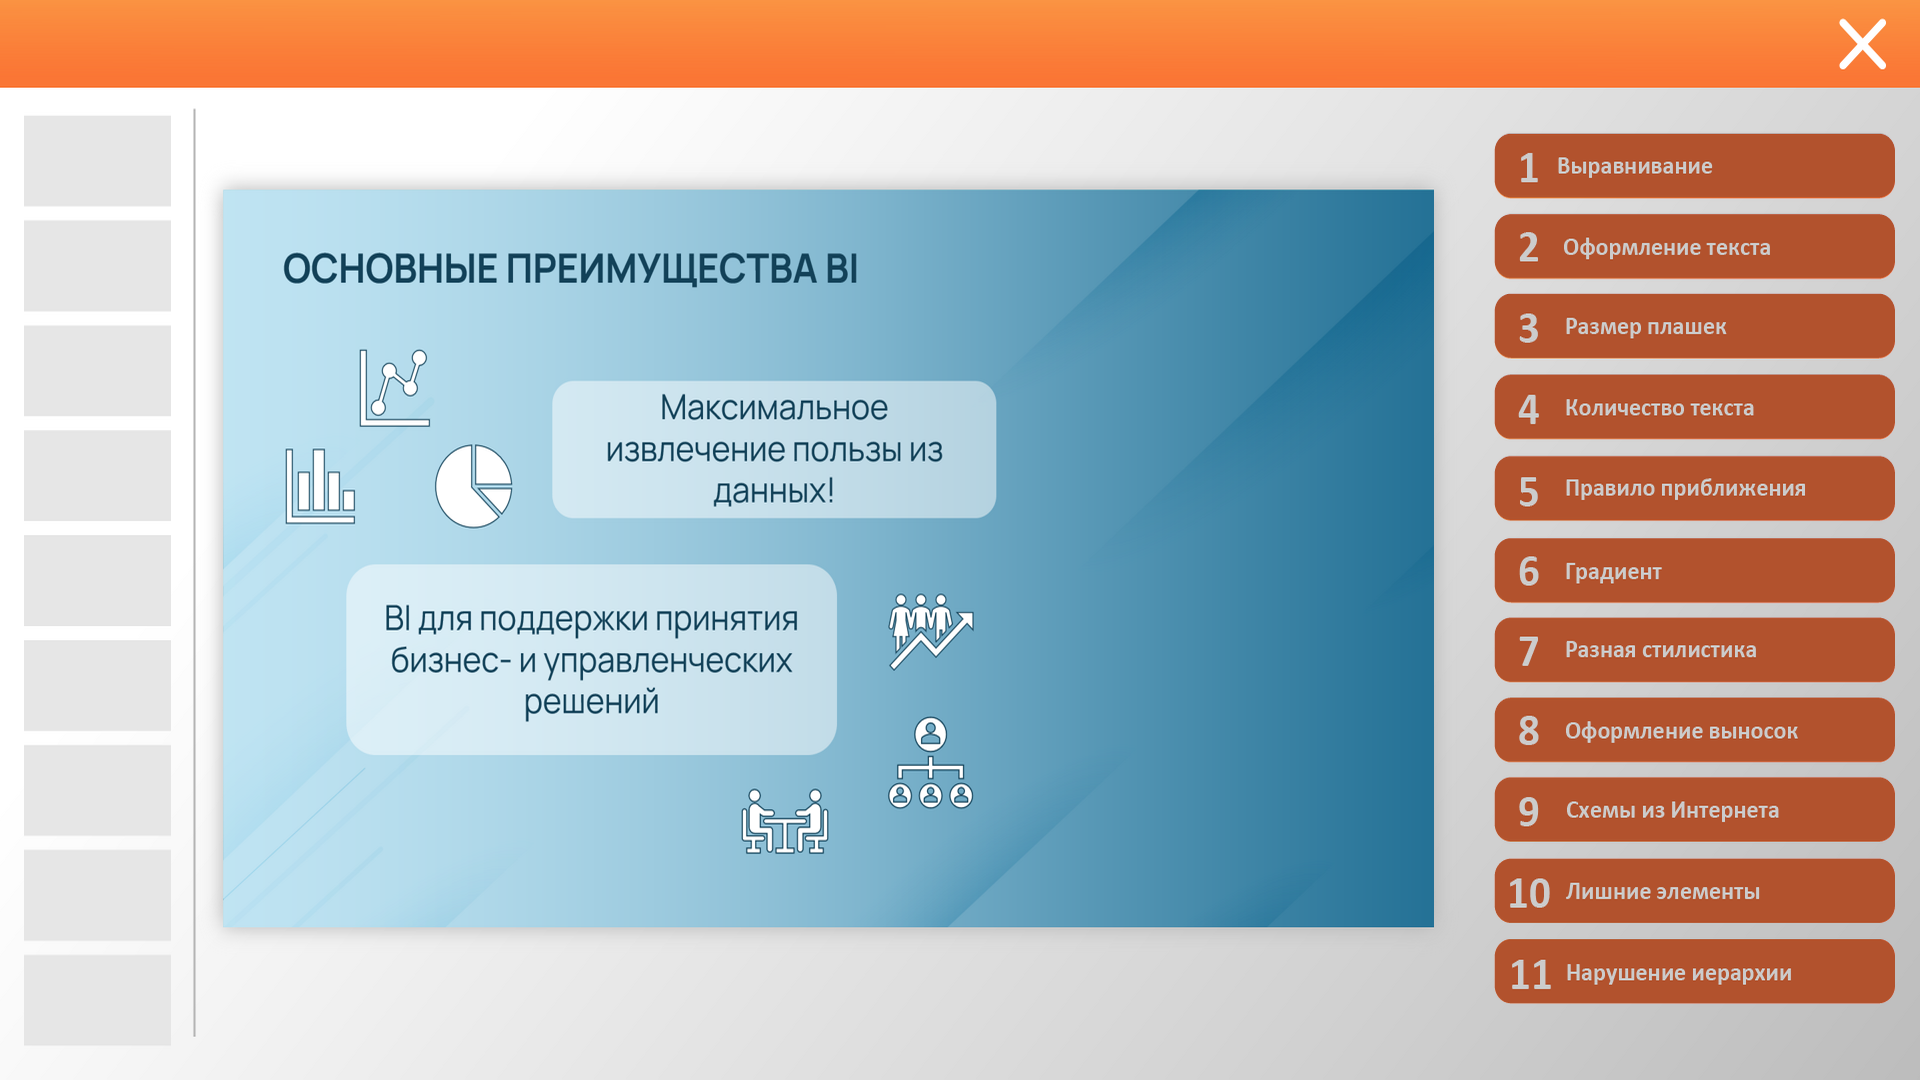 ОСНОВНЫЕ ПРЕИМУЩЕСТВА BI
Максимальное
извлечение пользы из
данных!
BI для поддержки принятия
бизнес- и управленческих
решений
1 Выравнивание
2 Оформление текста
3 Размер плашек
4 Количество текста
5 Правило приближения
6 Градиент
7 Разная стилистика
8 Оформление выносок
9 Схемы из Интернета
10 Лишние элементы
11 Нарушение иерархии